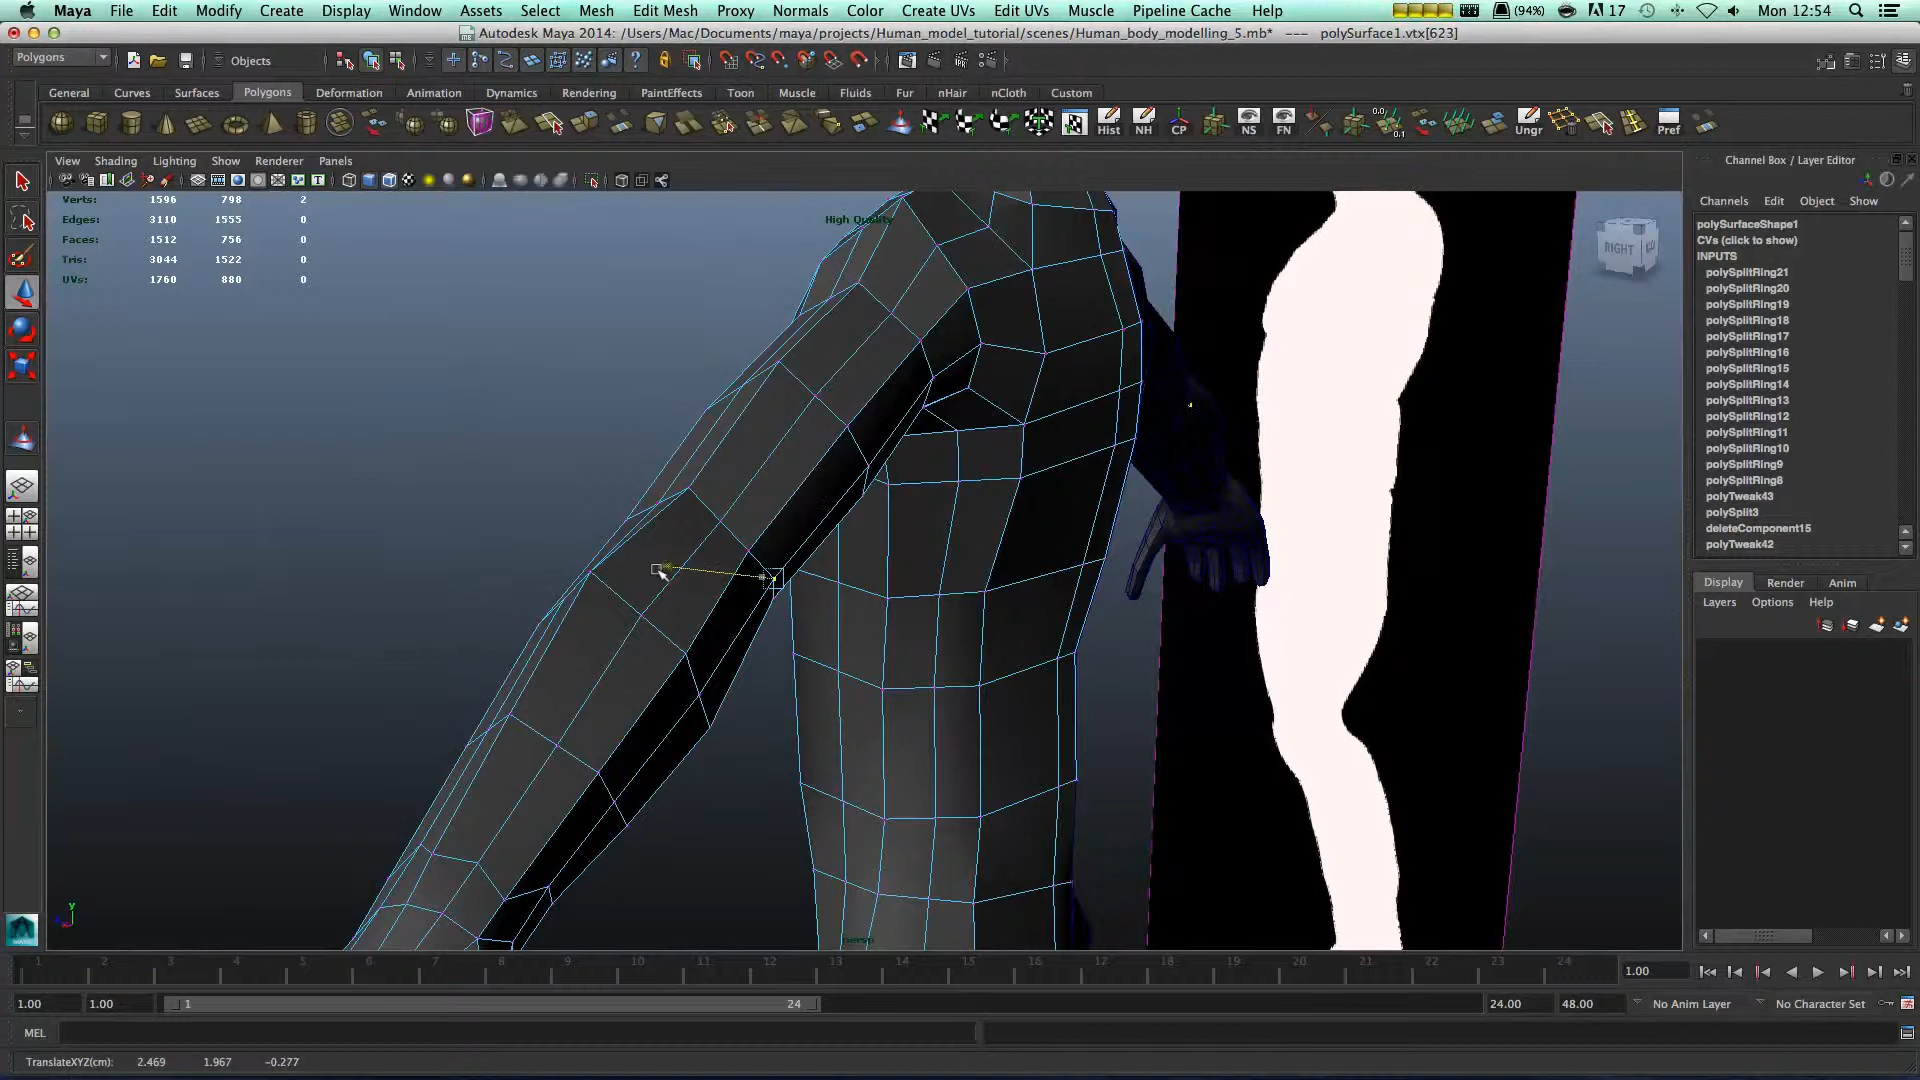 Maya File Edit Modify Create Display Window Assets Select Mesh Edit Mesh Proxy Normals Color Create UVs Edit UVs Muscle Pipeline Cache Help (94%) 17 Mon 12:54
Autodesk Maya 2014: /Users/Mac/Documents/maya/projects/Human_model_tutorial/scenes/Human_body_modelling_5.mb* --- polySurface1.vtx[623]
Polygons Objects
General Curves Surfaces Polygons Deformation Animation Dynamics Rendering PaintEffects Toon Muscle Fluids Fur nHair nCloth Custom
Hist NH CP NS FN 0.0 0.1 Ungr Pref
View Shading Lighting Show Renderer Panels
Channel Box / Layer Editor
Channels Edit Object Show
Verts: 1596 798 2
Edges: 3110 1555 0
Faces: 1512 756 0
Tris: 3044 1522 0
UVs: 1760 880 0
High Quality
RIGHT
polySurfaceShape1
CVs (click to show)
INPUTS
polySplitRing21
polySplitRing20
polySplitRing19
polySplitRing18
polySplitRing17
polySplitRing16
polySplitRing15
polySplitRing14
polySplitRing13
polySplitRing12
polySplitRing11
polySplitRing10
polySplitRing9
polySplitRing8
polyTweak43
polySplit3
deleteComponent15
polyTweak42
Display Render Anim
Layers Options Help
y
persp
1 2 3 4 5 6 7 8 9 10 11 12 13 14 15 16 17 18 19 20 21 22 23 24 1.00
1.00 1.00 1 24 24.00 48.00 No Anim Layer No Character Set
MEL
TranslateXYZ(cm): 2.469 1.967 -0.277